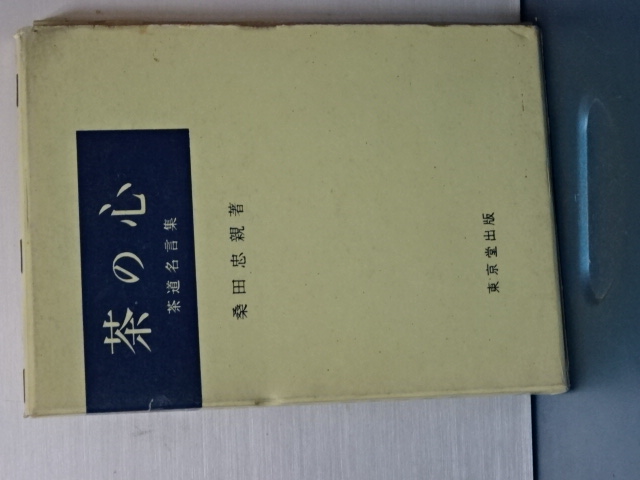 茶の心
茶道名言集
桑田忠親著
東京堂出版